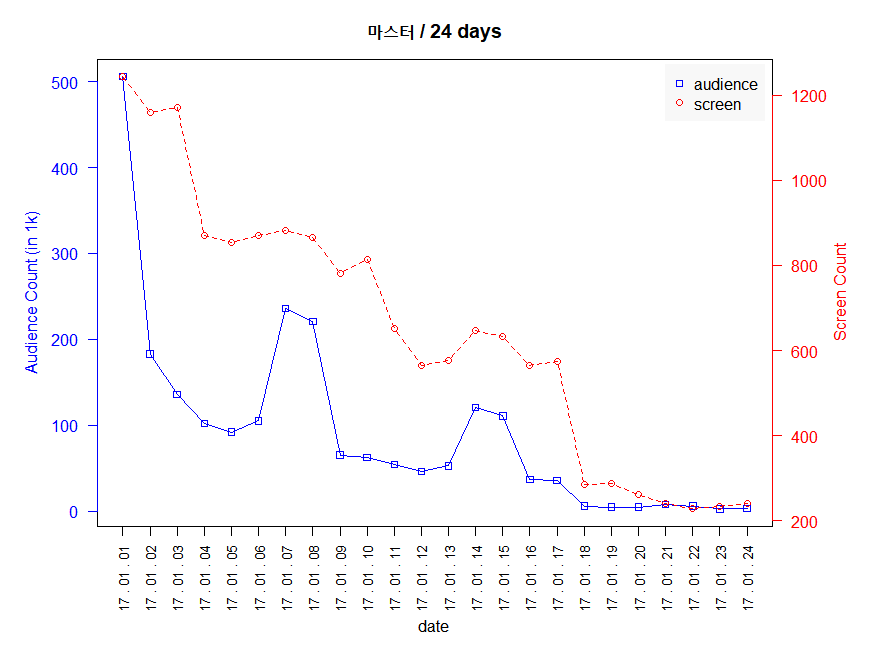 마스터 / 24 days
audience
screen
Audience Count (in 1k)
500
400
300
200
100
0
1200
1000
800
600
400
200
Screen Count
17 . 01 . 01
17 . 01 . 02
17 . 01 . 03
17 . 01 . 04
17 . 01 . 05
17 . 01 . 06
17 . 01 . 07
17 . 01 . 08
17 . 01 . 09
17 . 01 . 10
17 . 01 . 11
17 . 01 . 12
17 . 01 . 13
17 . 01 . 14
17 . 01 . 15
17 . 01 . 16
17 . 01 . 17
17 . 01 . 18
17 . 01 . 19
17 . 01 . 20
17 . 01 . 21
17 . 01 . 22
17 . 01 . 23
17 . 01 . 24
date